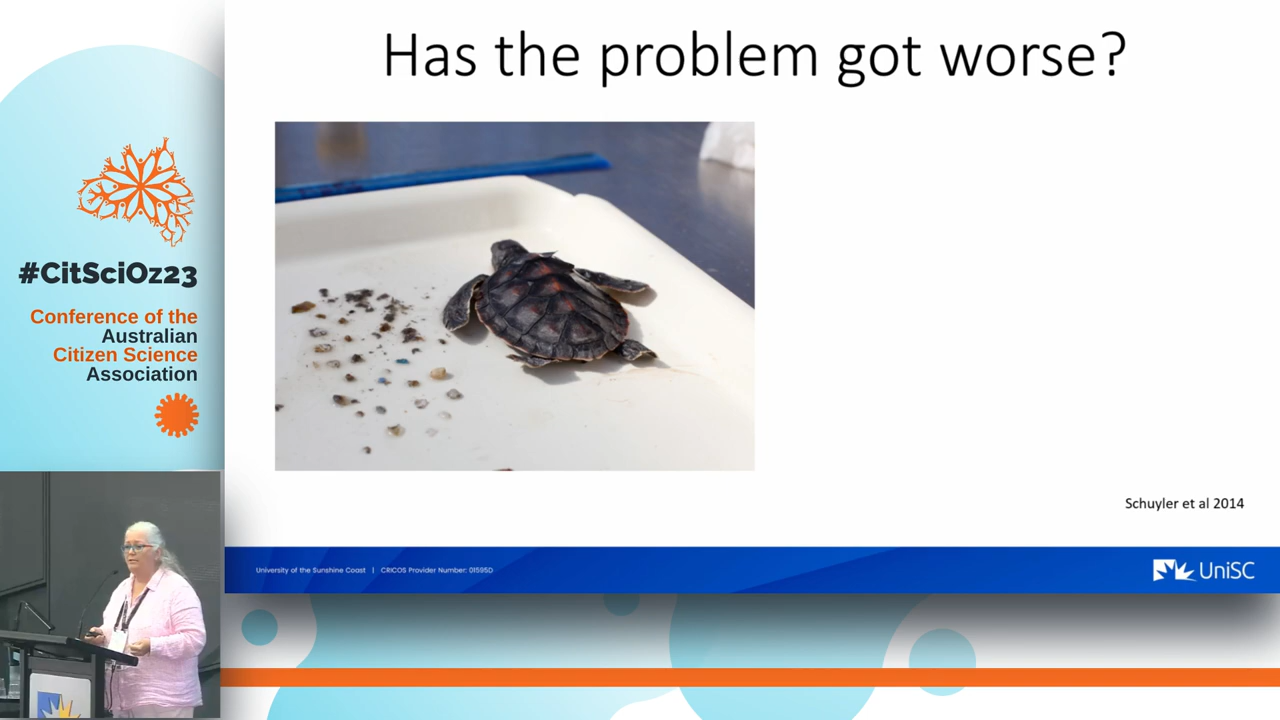 Has the problem got worse?
#CitSciOz23
Conference of the
Australian
Citizen Science
Association
Schuyler et al 2014
University of the Sunshine Coast | CRICOS Provider Number: 01595D
UniSC